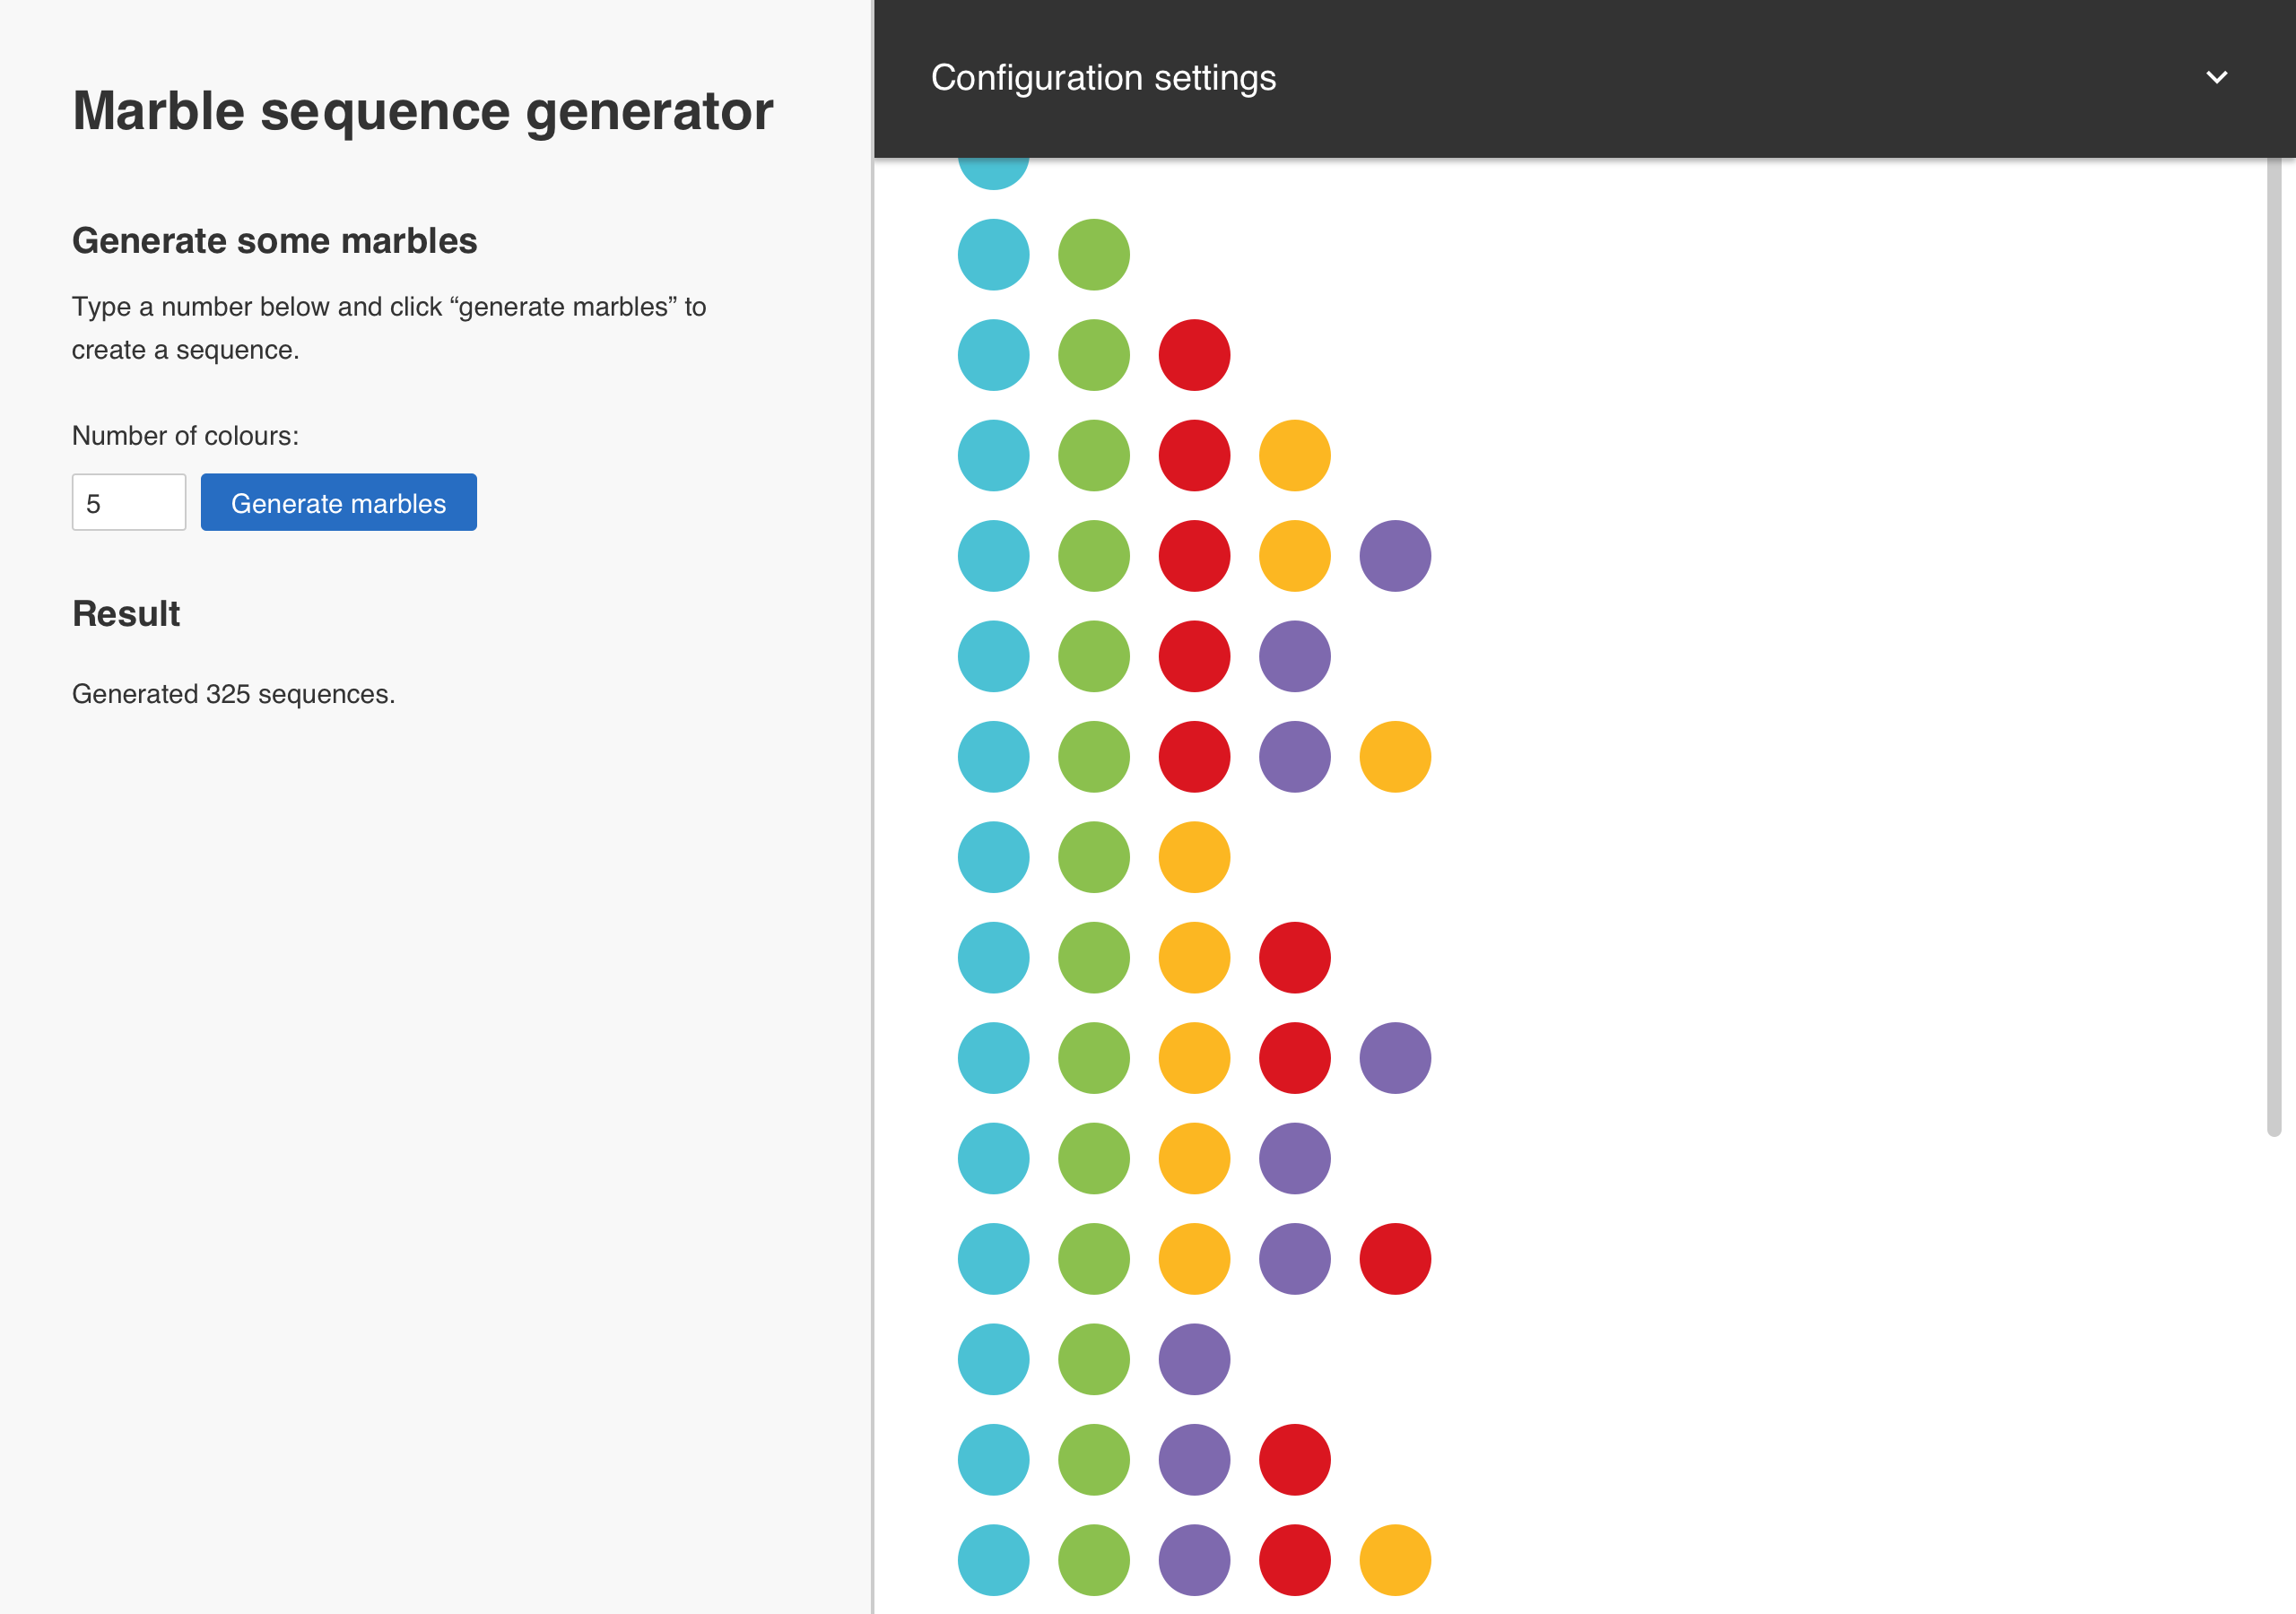 Marble sequence generator
Generate some marbles
Type a number below and click “generate marbles” to
create a sequence.
Number of colours:
5
Generate marbles
Result
Generated 325 sequences.
Configuration settings